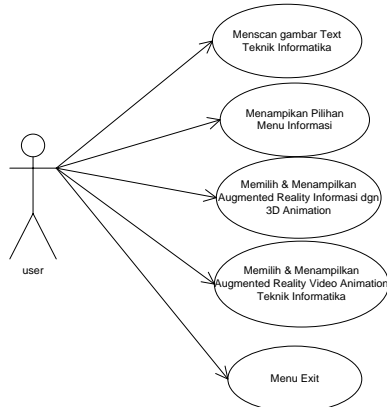 Menscan gambar Text
Teknik Informatika
Menampikan Pilihan
Menu Informasi
Memilih & Menampilkan
Augmented Reality Informasi dgn
3D Animation
user
Memilih & Menampilkan
Augmented Reality Video Animation
Teknik Informatika
Menu Exit